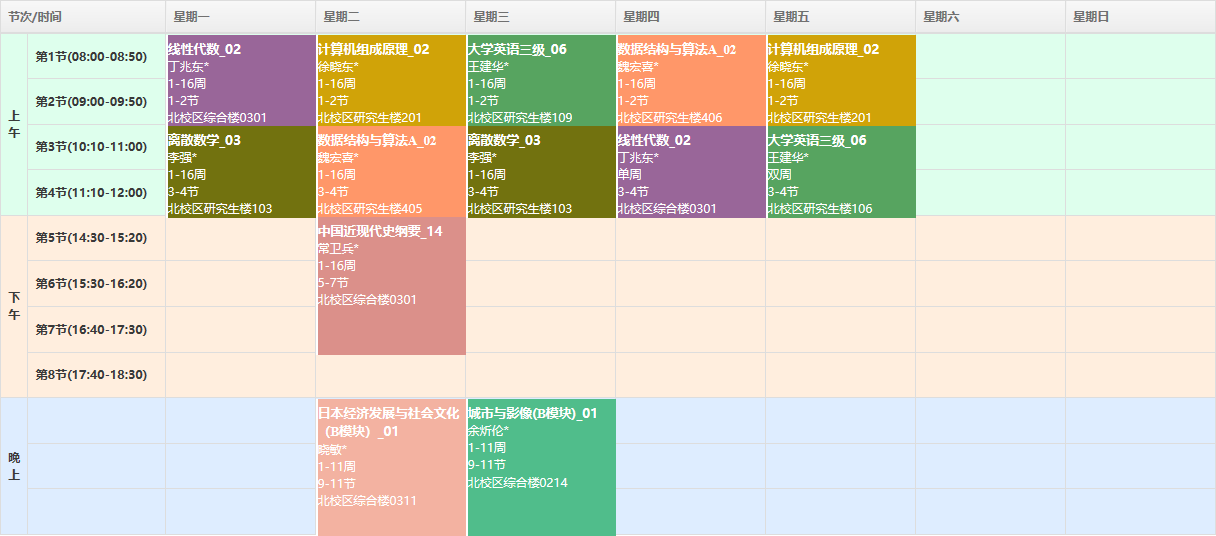 节次/时间
星期一
星期二
星期三
星期四
星期五
星期六
星期日
上午
第1节(08:00-08:50)
第2节(09:00-09:50)
第3节(10:10-11:00)
第4节(11:10-12:00)
线性代数_02
丁兆东*
1-16周
1-2节
北校区综合楼0301
计算机组成原理_02
徐晓东*
1-16周
1-2节
北校区研究生楼201
大学英语三级_06
王建华*
1-16周
1-2节
北校区研究生楼109
数据结构与算法A_02
魏宏喜*
1-16周
1-2节
北校区研究生楼406
计算机组成原理_02
徐晓东*
1-16周
1-2节
北校区研究生楼201
离散数学_03
李强*
1-16周
3-4节
北校区研究生楼103
数据结构与算法A_02
魏宏喜*
1-16周
3-4节
北校区研究生楼405
离散数学_03
李强*
1-16周
3-4节
北校区研究生楼103
线性代数_02
丁兆东*
单周
3-4节
北校区综合楼0301
大学英语三级_06
王建华*
双周
3-4节
北校区研究生楼106
下午
第5节(14:30-15:20)
第6节(15:30-16:20)
第7节(16:40-17:30)
第8节(17:40-18:30)
中国近现代史纲要_14
常卫兵*
1-16周
5-7节
北校区综合楼0301
晚上
日本经济发展与社会文化
（B模块）_01
晓敏*
1-11周
9-11节
北校区综合楼0311
城市与影像(B模块)_01
余炘伦*
1-11周
9-11节
北校区综合楼0214